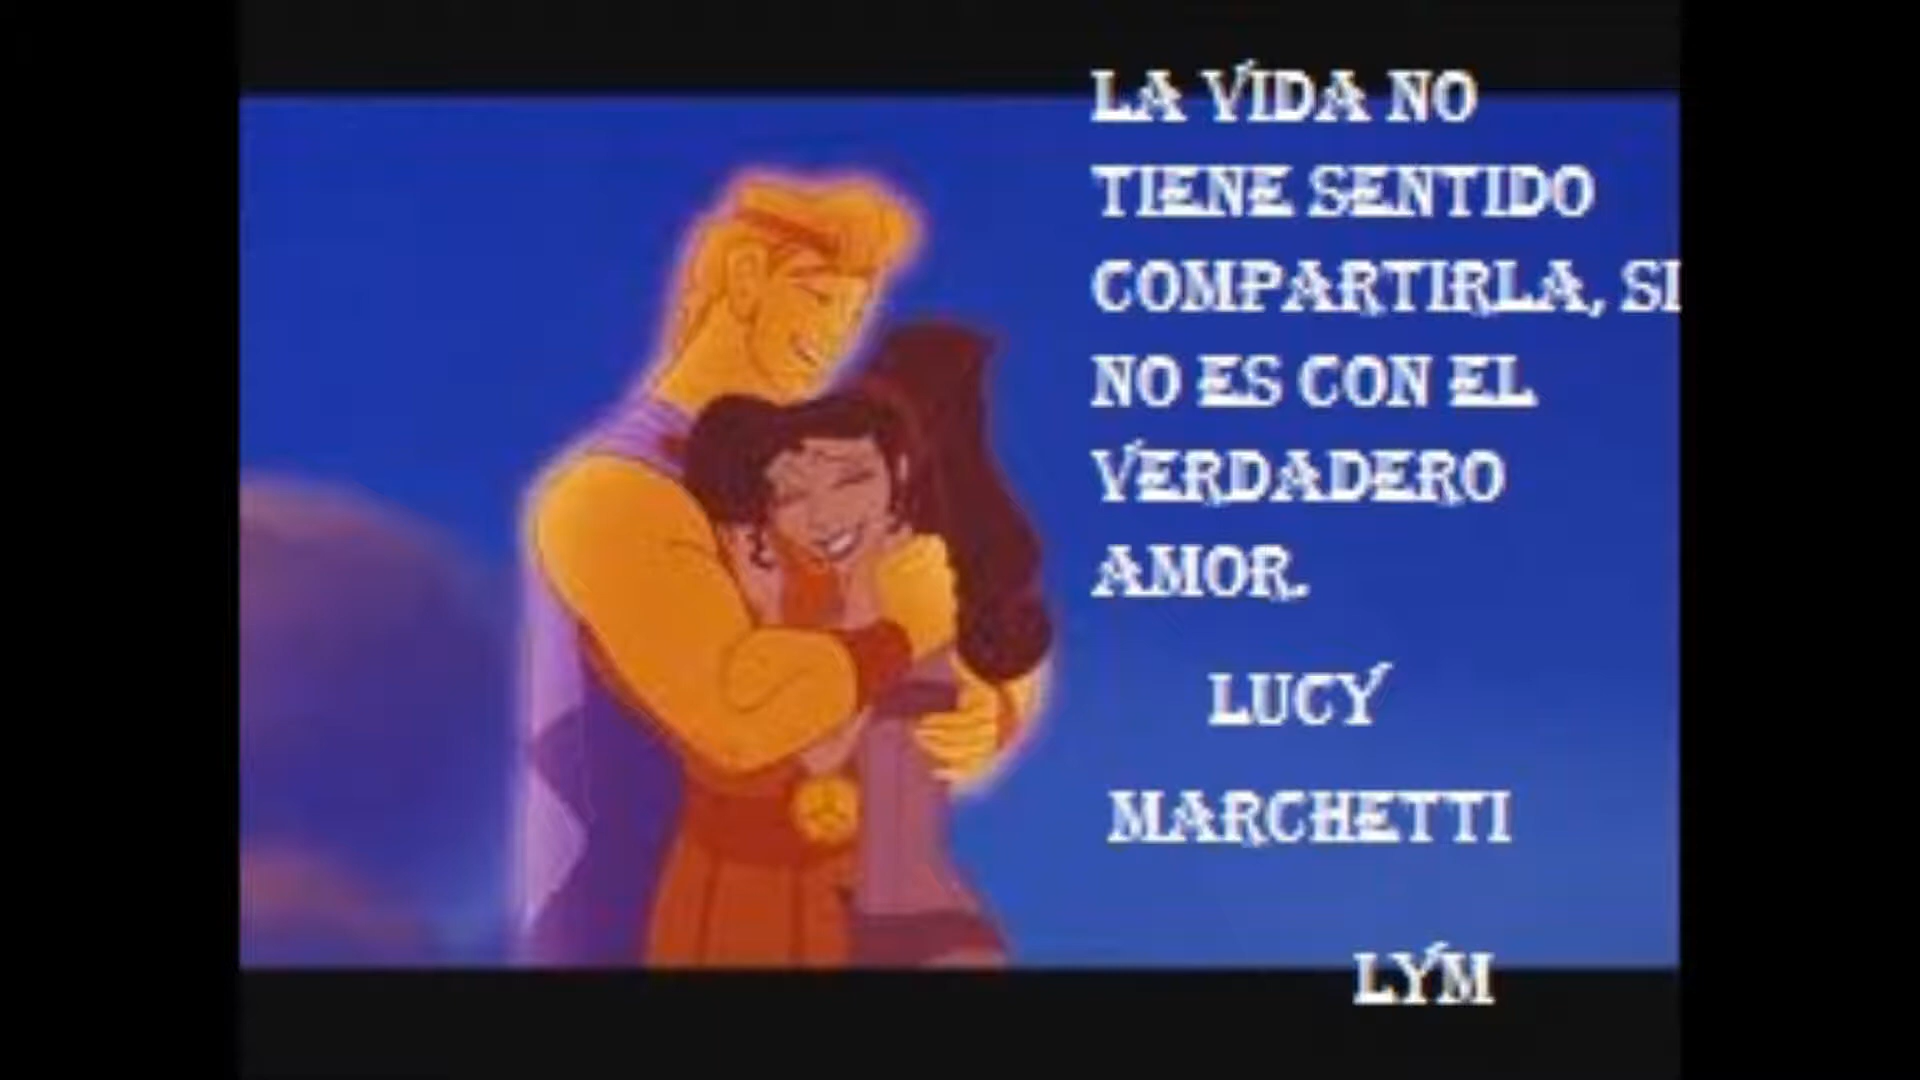 LA VIDA NO
TIENE SENTIDO
COMPARTIRLA, SI
NO ES CON EL
VERDADERO
AMOR.
LUCY
MARCHETTI
LYM